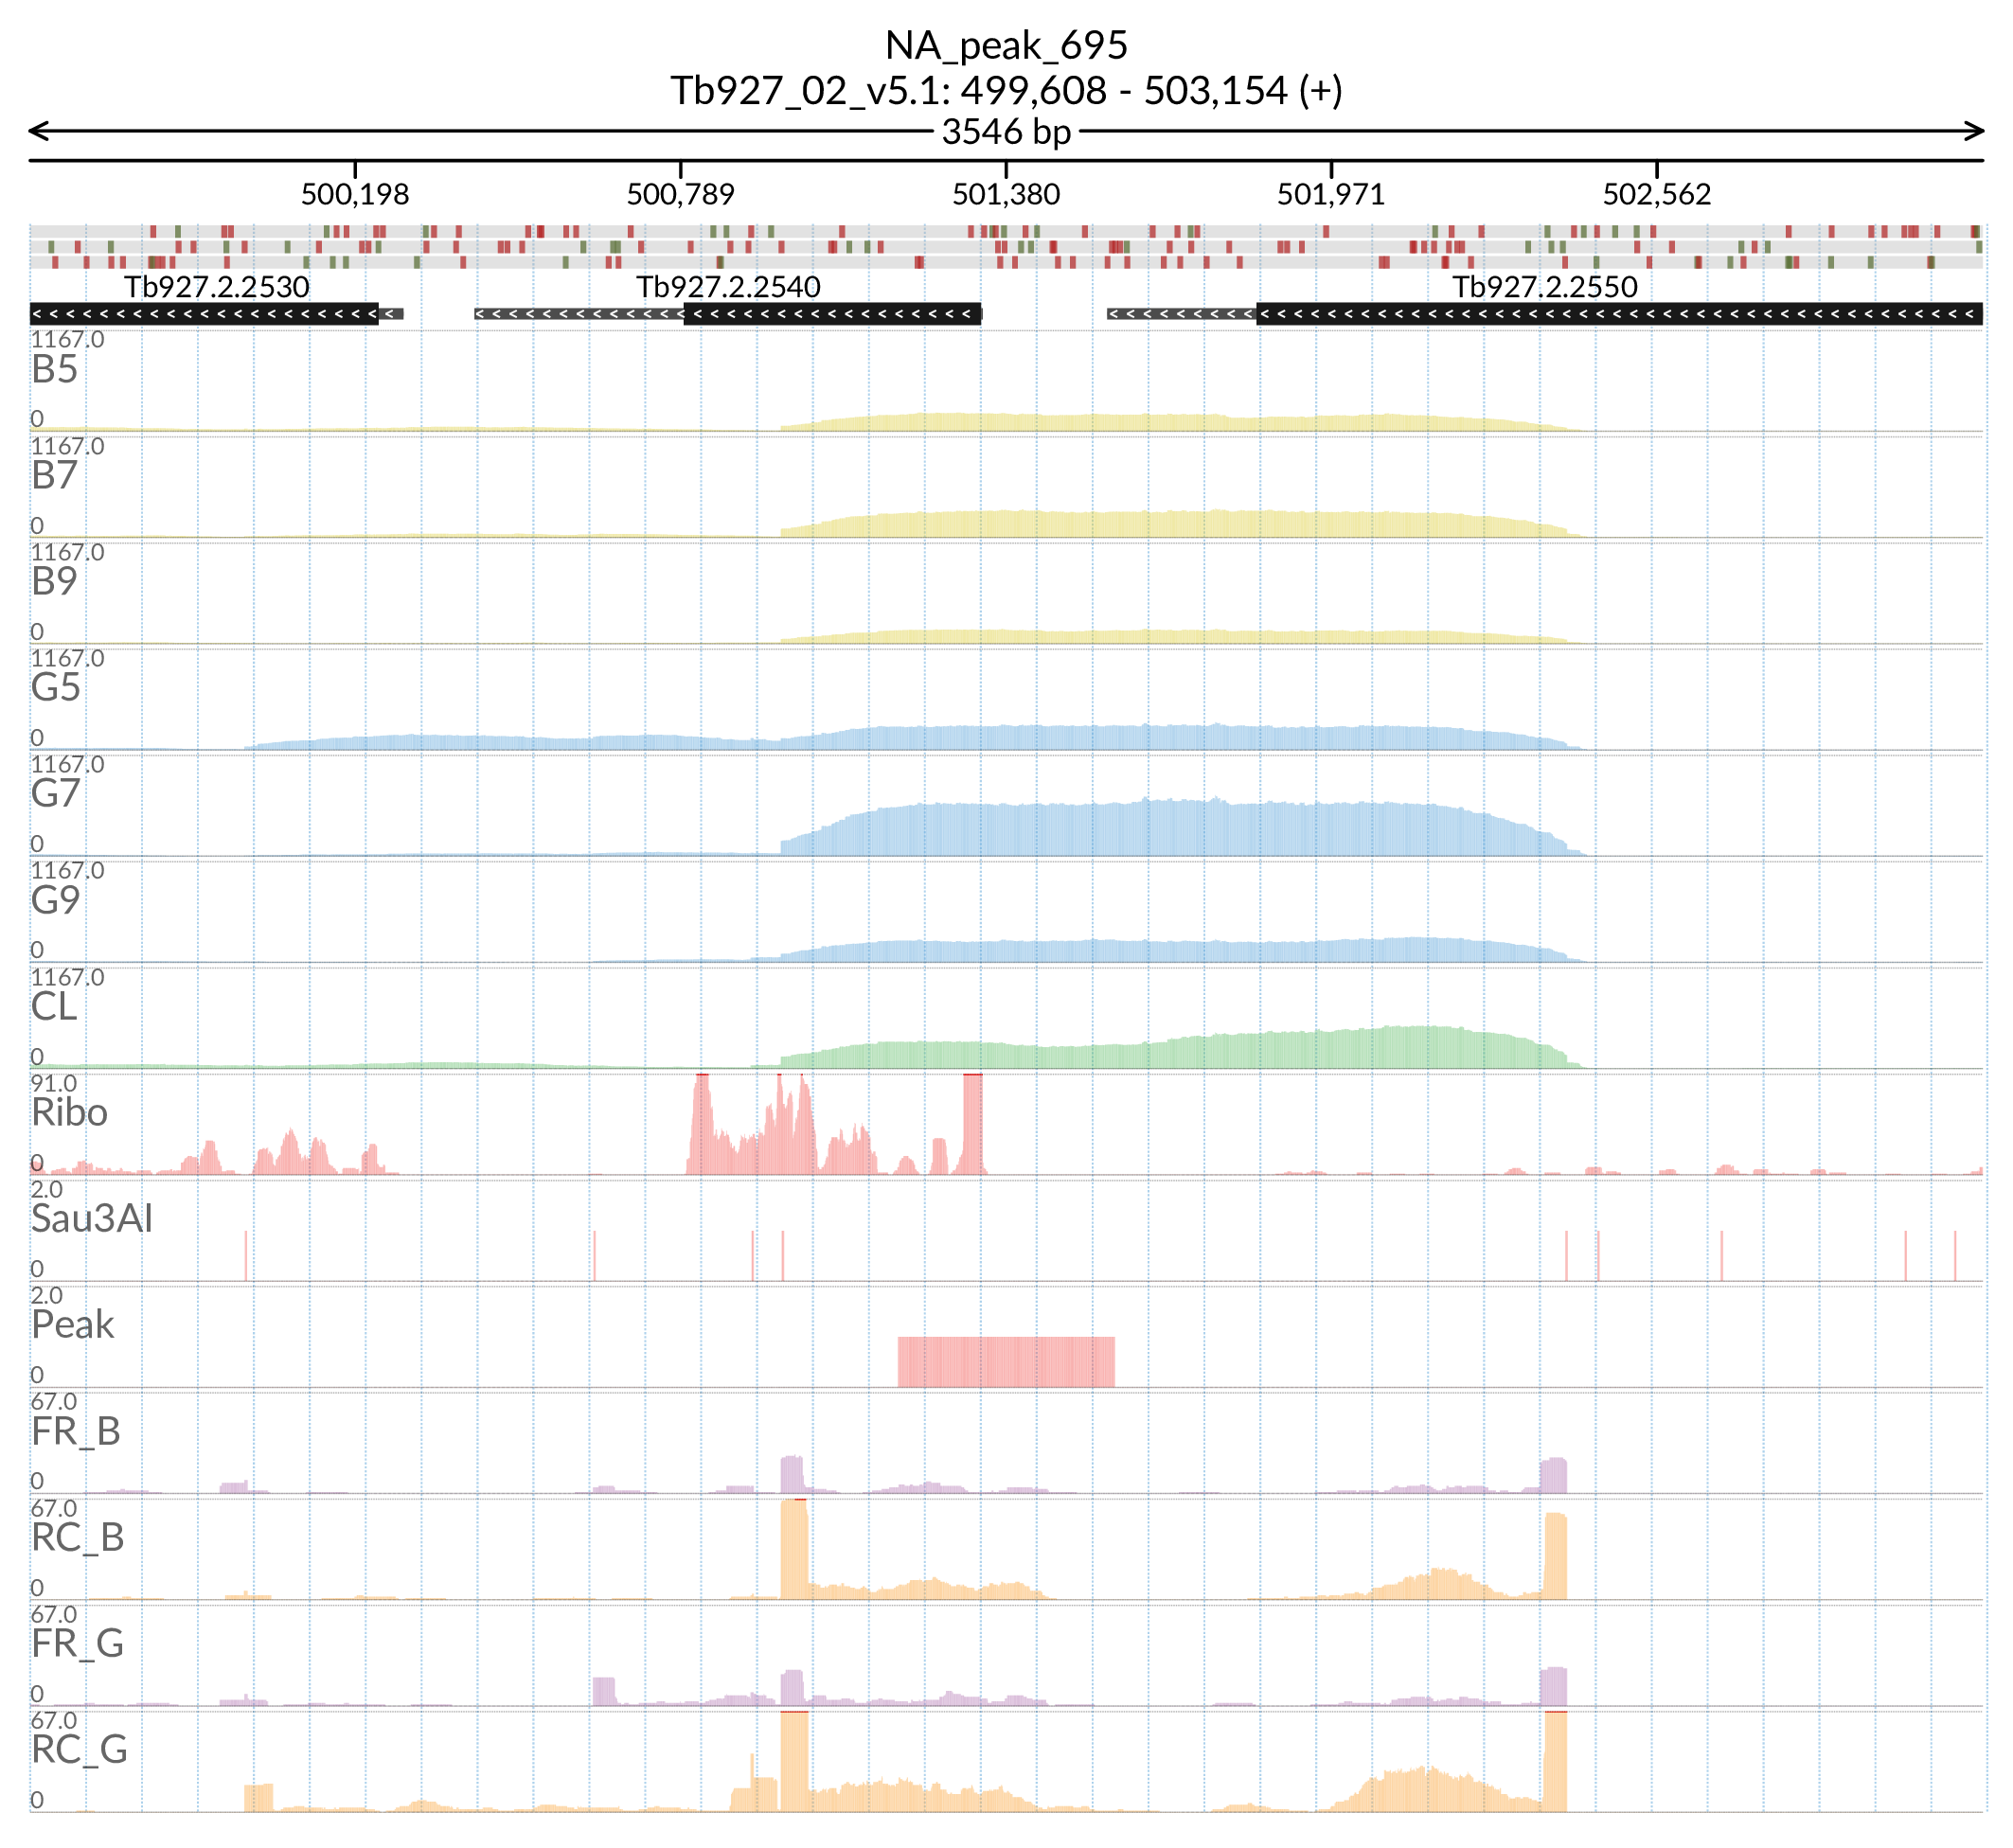 NA_peak_695
Tb927_02_v5.1: 499,608 - 503,154 (+)
3546 bp
500,198 500,789 501,380 501,971 502,562
Tb927.2.2530 Tb927.2.2540 Tb927.2.2550
1167.0
B5
0
1167.0
B7
0
1167.0
B9
0
1167.0
G5
0
1167.0
G7
0
1167.0
G9
0
1167.0
CL
0
91.0
Ribo
0
2.0
Sau3AI
0
2.0
Peak
0
67.0
FR_B
0
67.0
RC_B
0
67.0
FR_G
0
67.0
RC_G
0